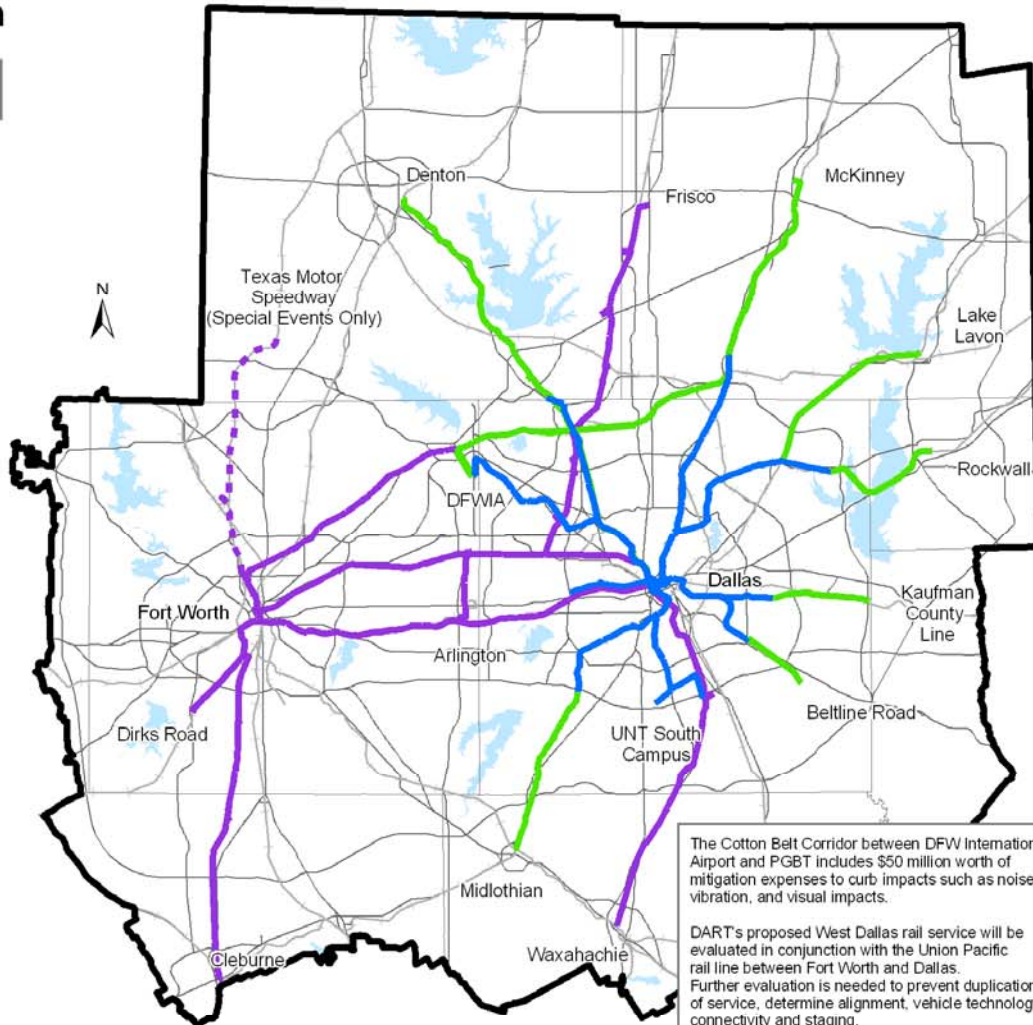 Denton
McKinney
Frisco
Texas Motor
Speedway
(Special Events Only)
N
Lake
Lavon
Rockwall
DFWIA
Dallas
Kaufman
County
Line
Fort Worth
Arlington
Beltline Road
Dirks Road
UNT South
Campus
Midlothian
Waxahachie
Cleburne
The Cotton Belt Corridor between DFW Internation
Airport and PGBT includes $50 million worth of
mitigation expenses to curb impacts such as noise
vibration, and visual impacts.
DART's proposed West Dallas rail service will be
evaluated in conjunction with the Union Pacific
rail line between Fort Worth and Dallas.
Further evaluation is needed to prevent duplication
of service, determine alignment, vehicle technolog
connectivity and staging.